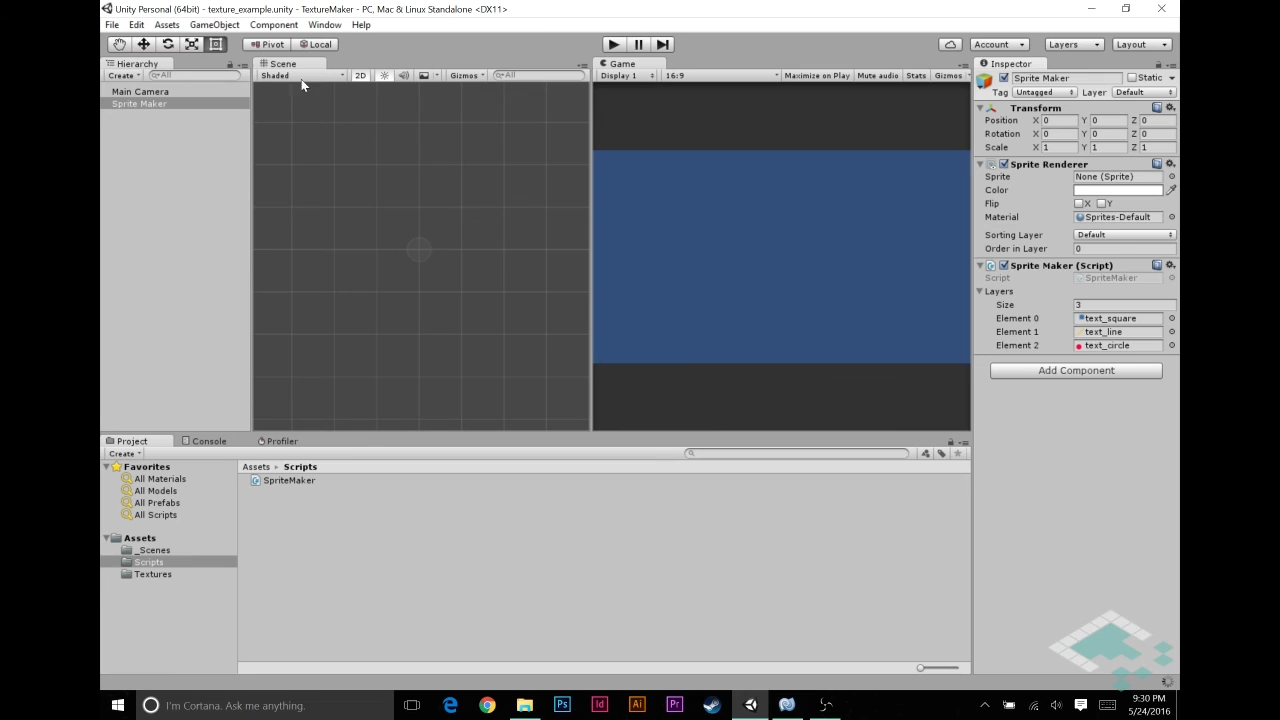 Unity Personal (64bit) - texture_example.unity - TextureMaker - PC, Mac & Linux Standalone <DX11>
File Edit Assets GameObject Component Window Help
Pivot Local Account Layers Layout
Hierarchy
Create All
Main Camera
Sprite Maker
Scene
Shaded 2D Gizmos All
Game
Display 1 16:9 Maximize on Play Mute audio Stats Gizmos
Inspector
Sprite Maker Static
Tag Untagged Layer Default
Transform
Position X 0 Y 0 Z 0
Rotation X 0 Y 0 Z 0
Scale X 1 Y 1 Z 1
Sprite Renderer
Sprite None (Sprite)
Color
Flip X Y
Material Sprites-Default
Sorting Layer Default
Order in Layer 0
Sprite Maker (Script)
Script SpriteMaker
Layers
Size 3
Element 0 text_square
Element 1 text_line
Element 2 text_circle
Add Component
Project Console Profiler
Create
Favorites
All Materials
All Models
All Prefabs
All Scripts
Assets
_Scenes
Scripts
Textures
Assets Scripts
SpriteMaker
I'm Cortana. Ask me anything.
Ps Id Ai Pr
9:30 PM
5/24/2016